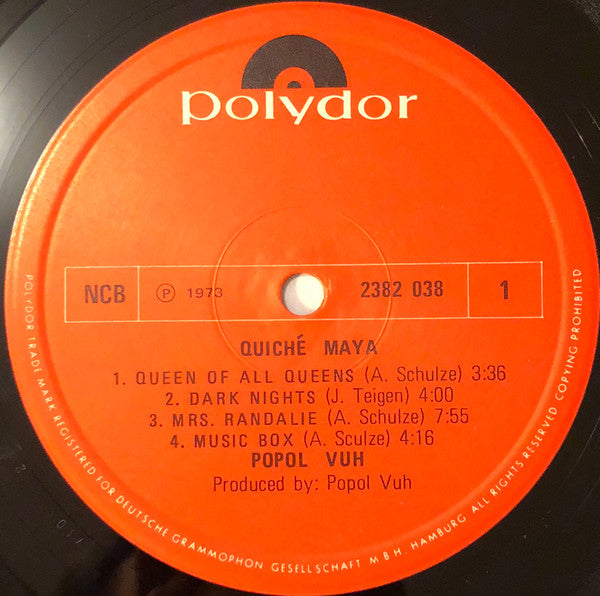 polydor
NCB
Ⓟ 1973
2382 038
1
QUICHÉ MAYA
1. QUEEN OF ALL QUEENS (A. Schulze) 3:36
2. DARK NIGHTS (J. Teigen) 4:00
3. MRS. RANDALIE (A. Schulze) 7:55
4. MUSIC BOX (A. Sculze) 4:16
POPOL VUH
Produced by: Popol Vuh
POLYDOR TRADE MARK REGISTERED FOR DEUTSCHE GRAMMOPHON GESELLSCHAFT M B H. HAMBURG ALL RIGHTS RESERVED COPYING PROHIBITED